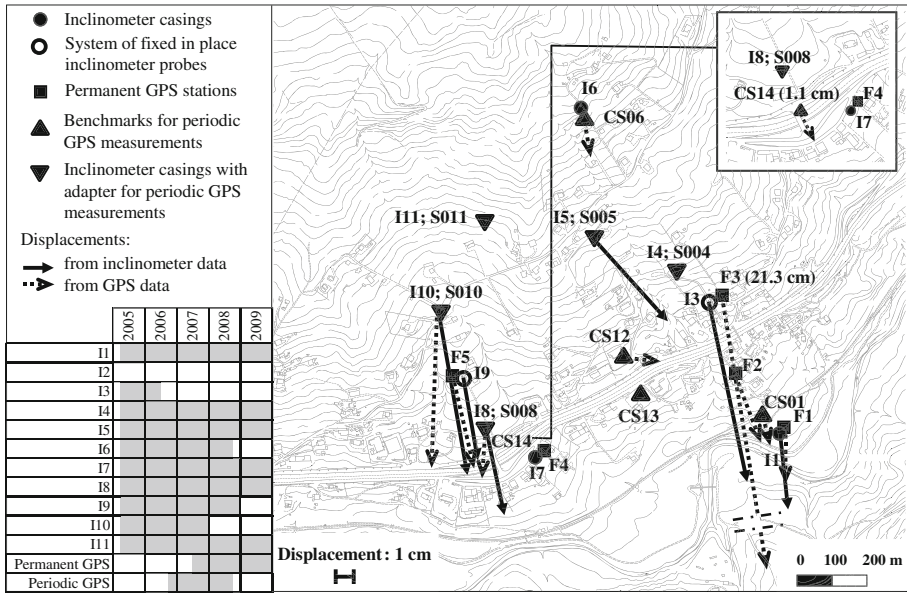 Inclinometer casings
System of fixed in place
inclinometer probes
Permanent GPS stations
Benchmarks for periodic
GPS measurements
Inclinometer casings with
adapter for periodic GPS
measurements
Displacements:
from inclinometer data
from GPS data
2005 2006 2007 2008 2009
I1
I2
I3
I4
I5
I6
I7
I8
I9
I10
I11
Permanent GPS
Periodic GPS
I6
CS06
I8; S008
CS14 (1.1 cm)
F4
I7
I11; S011
I5; S005
I4; S004
F3 (21.3 cm)
I3
I10; S010
CS12
F2
F5
I9
CS13
CS01
F1
I8; S008
CS14
I1
I7
F4
Displacement: 1 cm
0 100 200 m